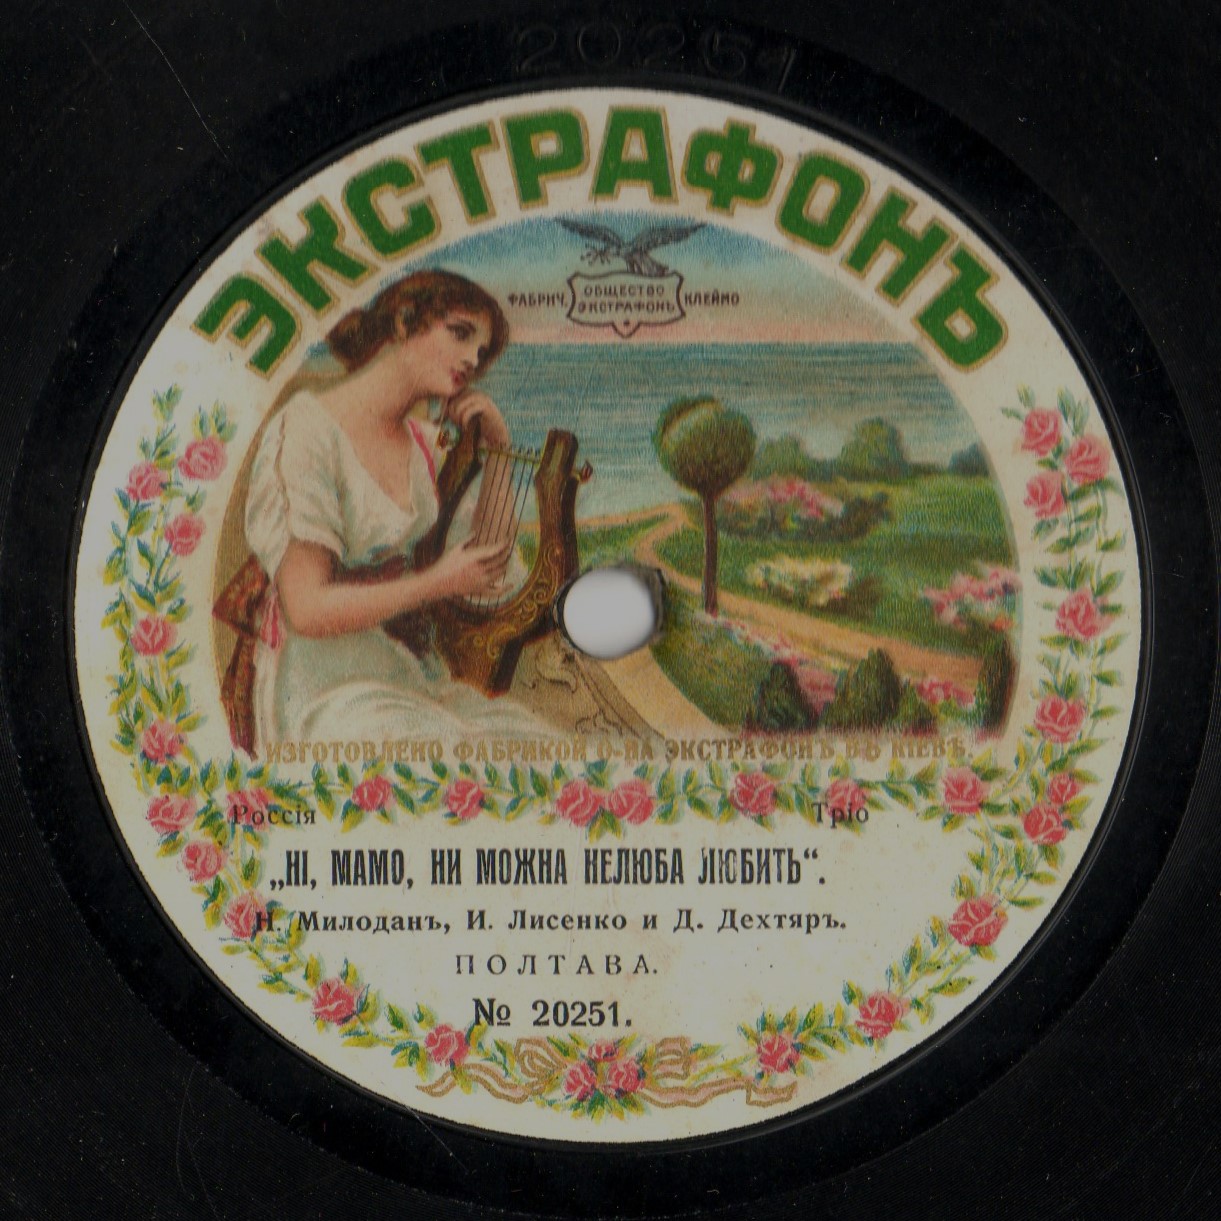 20251
ЭКСТРАФОНЪ
ФАБРИЧ. ОБЩЕСТВО ЭКСТРАФОНЪ КЛЕЙМО
ИЗГОТОВЛЕНО ФАБРИКОЙ О-ВА ЭКСТРАФОНЪ ВЪ КІЕВѢ.
Россія Тріо
„НІ, МАМО, НИ МОЖНА НЕЛЮБА ЛЮБИТЬ“.
Н. Милоданъ, И. Лисенко и Д. Дехтяръ.
ПОЛТАВА.
№ 20251.